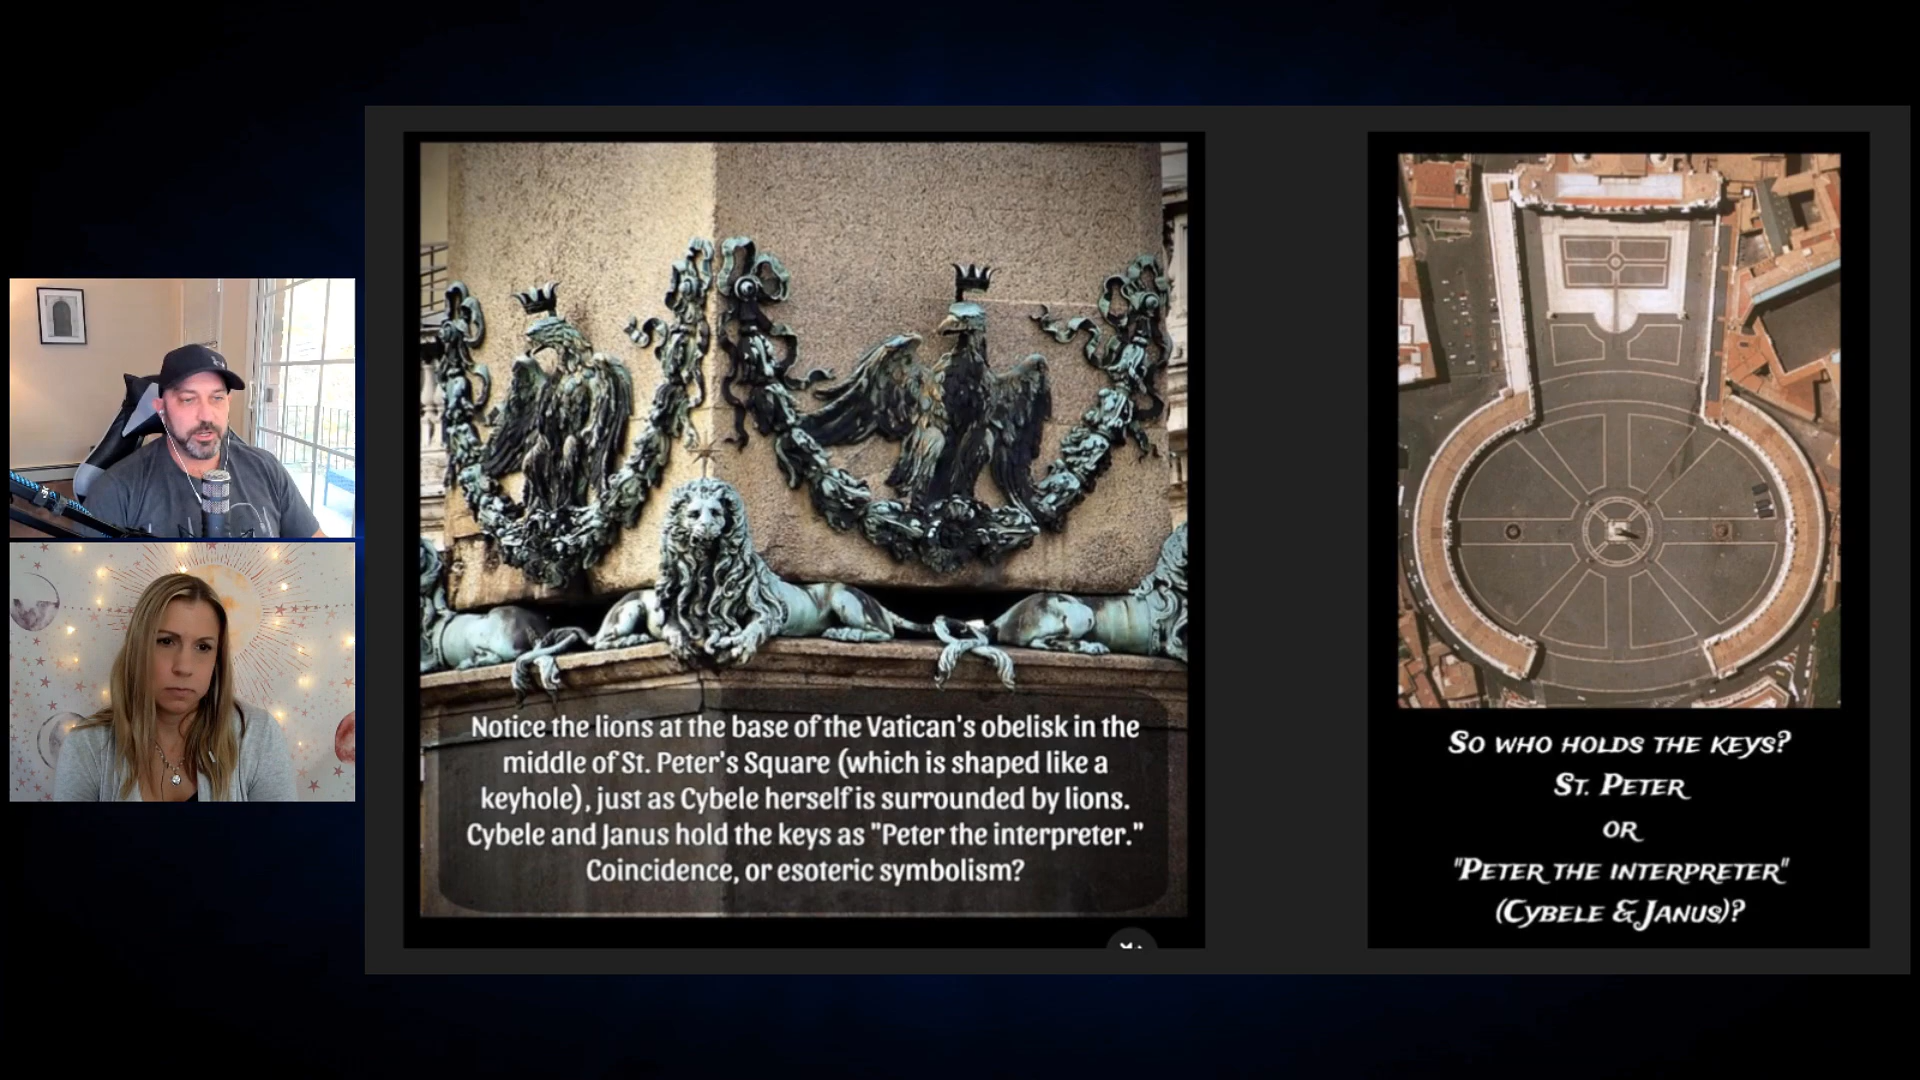 Notice the lions at the base of the Vatican's obelisk in the
middle of St. Peter's Square (which is shaped like a
keyhole), just as Cybele herself is surrounded by lions.
Cybele and Janus hold the keys as "Peter the interpreter."
Coincidence, or esoteric symbolism?
So who holds the keys?
St. Peter
or
"Peter the interpreter"
(Cybele & Janus)?